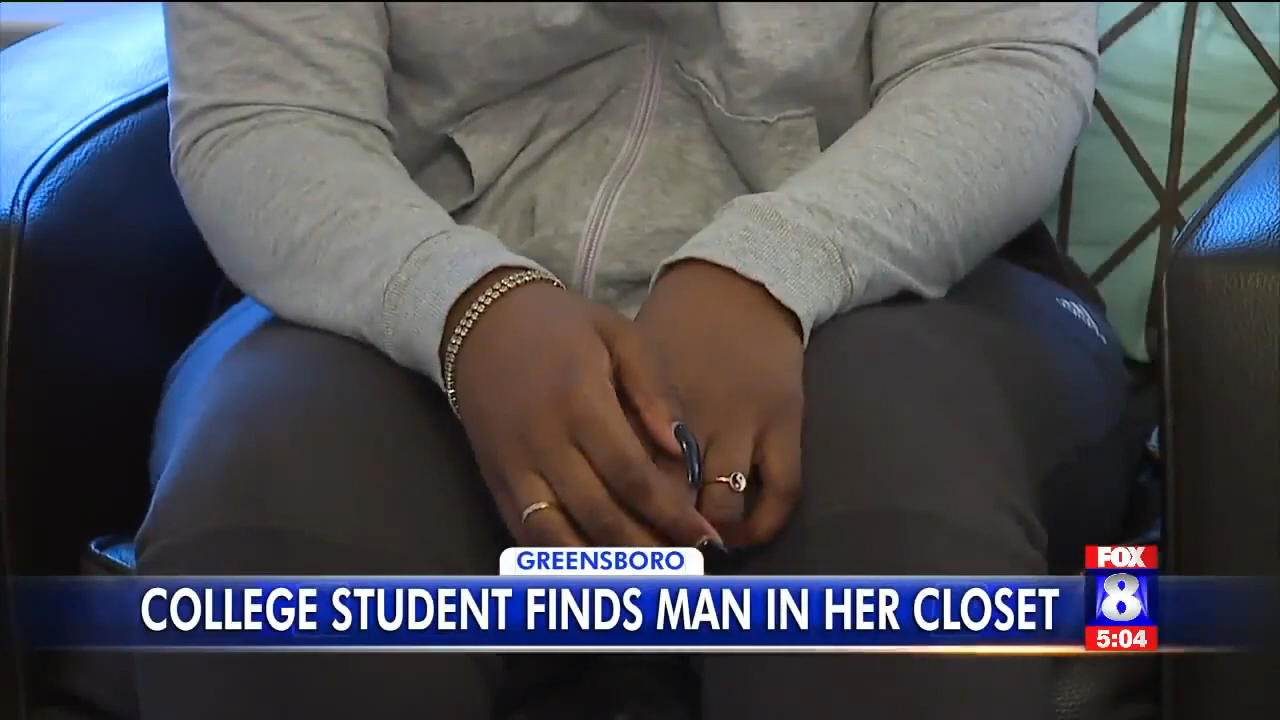 GREENSBORO
COLLEGE STUDENT FINDS MAN IN HER CLOSET
FOX
8
5:04